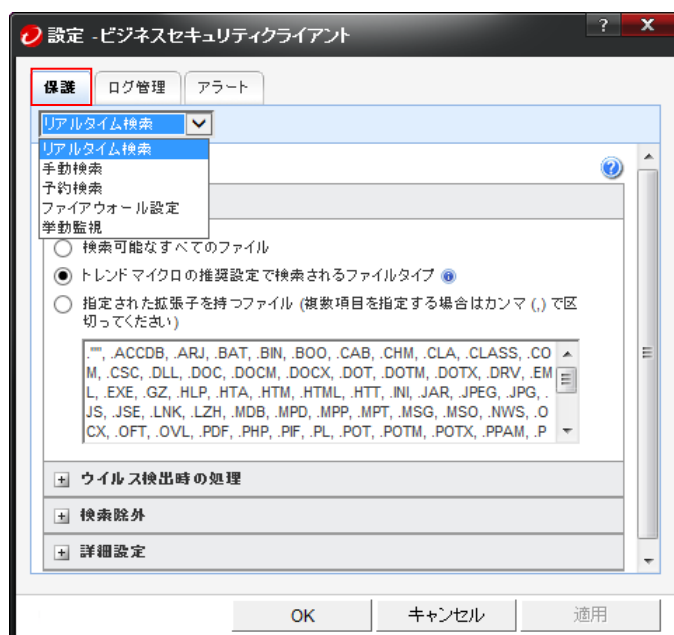 設定 -ビジネスセキュリティクライアント
?
X
保護 ログ管理 アラート
リアルタイム検索
リアルタイム検索
手動検索
予約検索
ファイアウォール設定
挙動監視
?
検索可能なすべてのファイル
トレンドマイクロの推奨設定で検索されるファイルタイプ i
指定された拡張子を持つファイル (複数項目を指定する場合はカンマ (,) で区
切ってください)
."", .ACCDB, .ARJ, .BAT, .BIN, .BOO, .CAB, .CHM, .CLA, .CLASS, .CO
M, .CSC, .DLL, .DOC, .DOCM, .DOCX, .DOT, .DOTM, .DOTX, .DRV, .EM
L, .EXE, .GZ, .HLP, .HTA, .HTM, .HTML, .HTT, .INI, .JAR, .JPEG, .JPG, .
JS, .JSE, .LNK, .LZH, .MDB, .MPD, .MPP, .MPT, .MSG, .MSO, .NWS, .O
CX, .OFT, .OVL, .PDF, .PHP, .PIF, .PL, .POT, .POTM, .POTX, .PPAM, .P
ウイルス検出時の処理
検索除外
詳細設定
OK キャンセル 適用